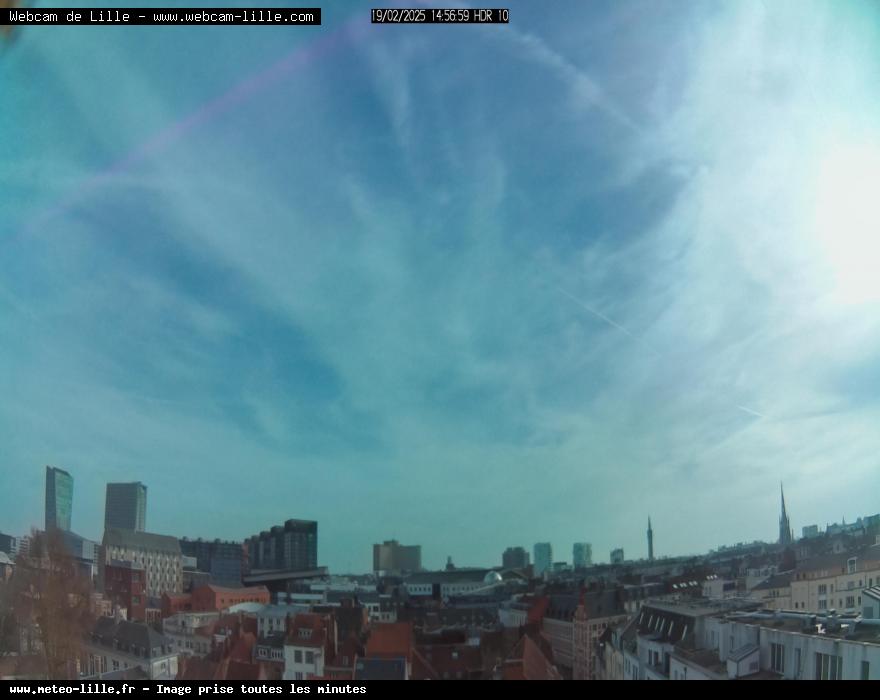 Webcam de Lille - www.webcam-lille.com
19/02/2025 14:56:59 HDR 10
www.meteo-lille.fr - Image prise toutes les minutes